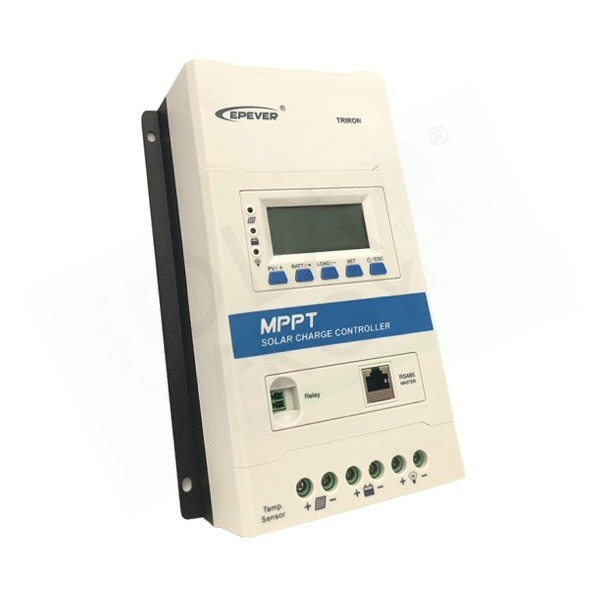 EPEVER®
TRIRON
PV/+ BATT/⇒ LOAD/− SET ⏻/ESC
MPPT
SOLAR CHARGE CONTROLLER
Relay
RS485
MASTER
Temp.
Sensor
+ − + − + −
®